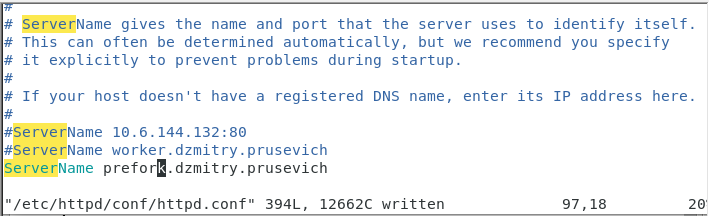 #
# ServerName gives the name and port that the server uses to identify itself.
# This can often be determined automatically, but we recommend you specify
# it explicitly to prevent problems during startup.
#
# If your host doesn't have a registered DNS name, enter its IP address here.
#
#ServerName 10.6.144.132:80
#ServerName worker.dzmitry.prusevich
ServerName prefork.dzmitry.prusevich
"/etc/httpd/conf/httpd.conf" 394L, 12662C written 97,18 20